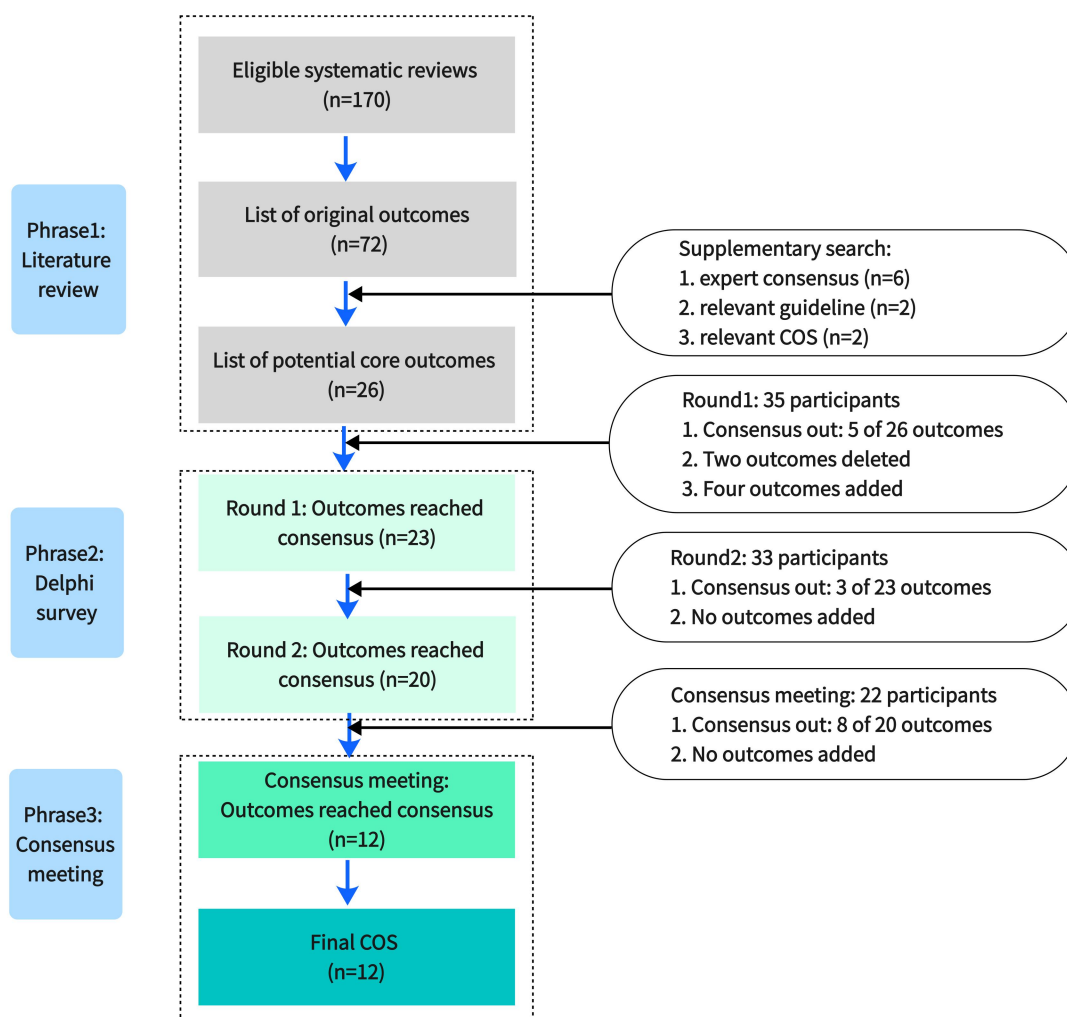 Eligible systematic reviews
(n=170)
Phrase1:
Literature
review
List of original outcomes
(n=72)
Supplementary search:
1. expert consensus (n=6)
2. relevant guideline (n=2)
3. relevant COS (n=2)
List of potential core outcomes
(n=26)
Round1: 35 participants
1. Consensus out: 5 of 26 outcomes
2. Two outcomes deleted
3. Four outcomes added
Phrase2:
Delphi
survey
Round 1: Outcomes reached
consensus (n=23)
Round2: 33 participants
1. Consensus out: 3 of 23 outcomes
2. No outcomes added
Round 2: Outcomes reached
consensus (n=20)
Consensus meeting: 22 participants
1. Consensus out: 8 of 20 outcomes
2. No outcomes added
Phrase3:
Consensus
meeting
Consensus meeting:
Outcomes reached consensus
(n=12)
Final COS
(n=12)